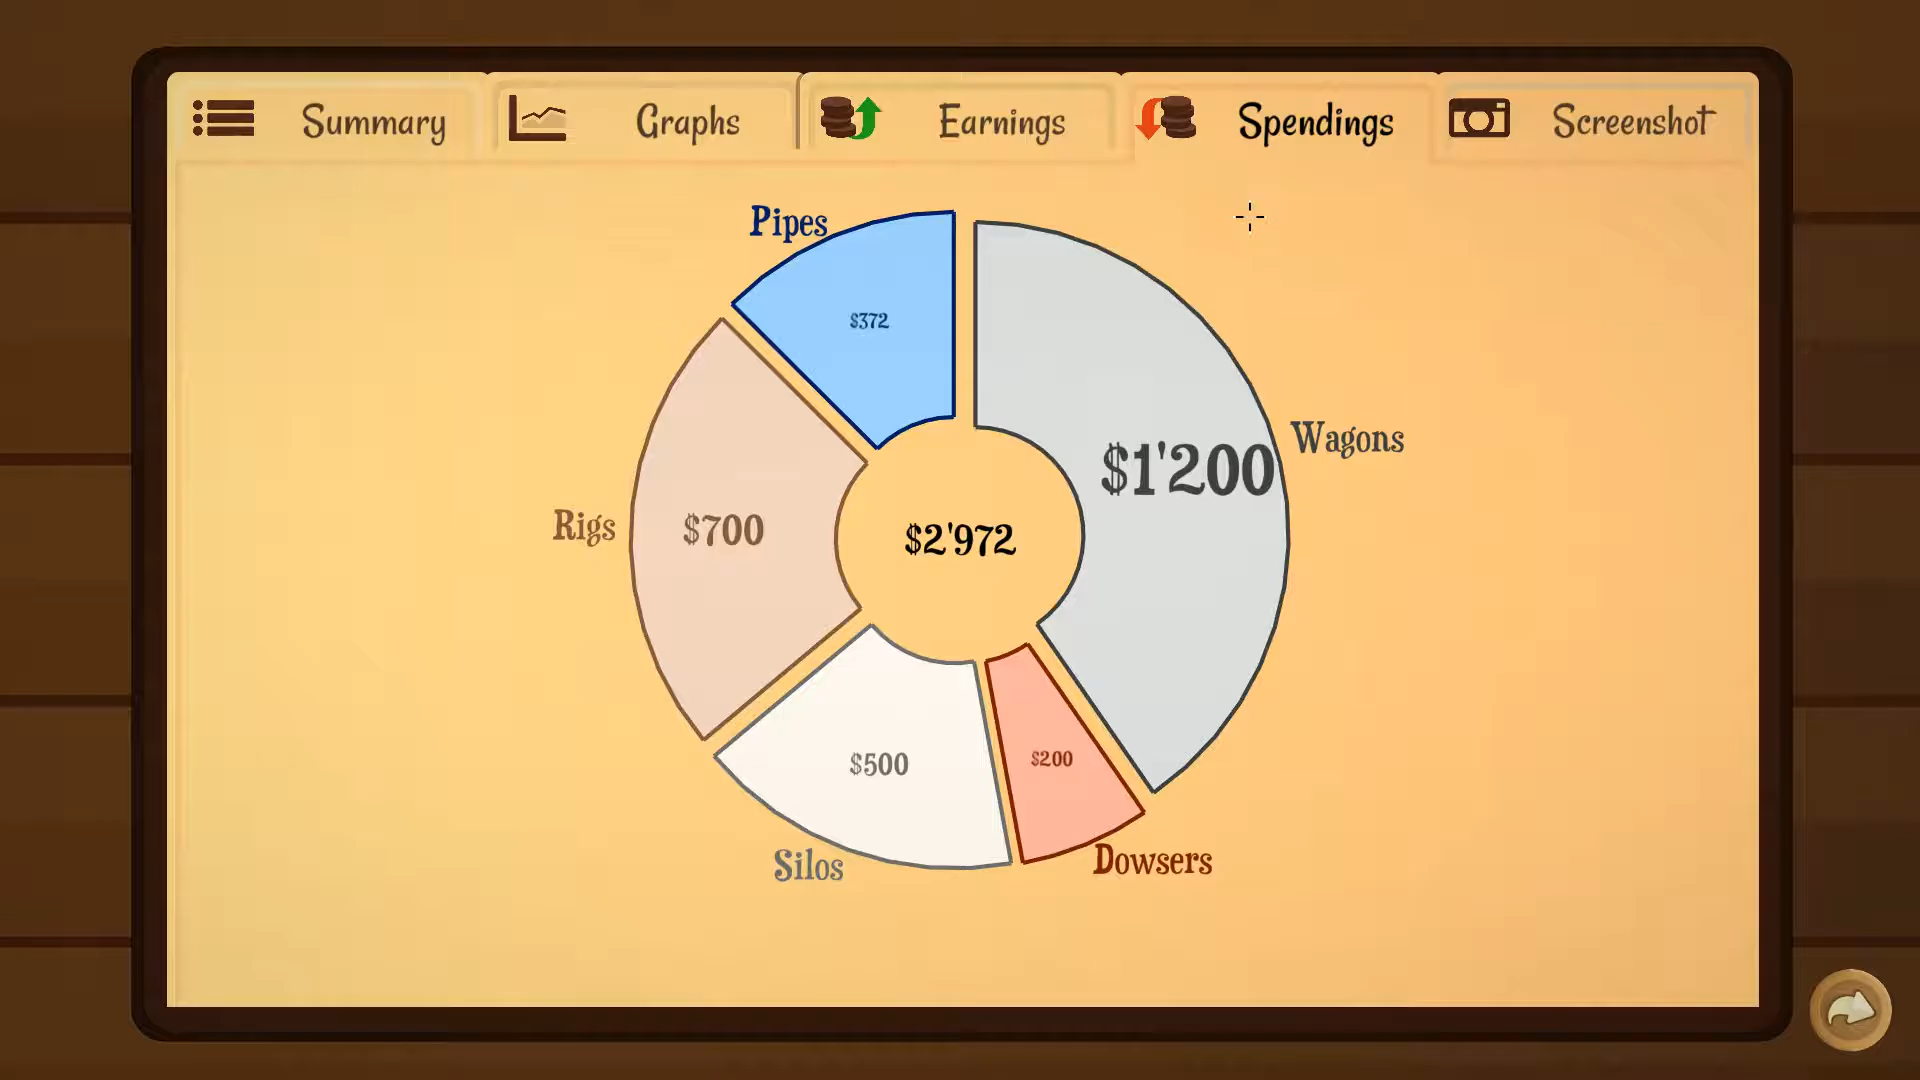 Summary
Graphs
Earnings
Spendings
Screenshot
Pipes
$372
Wagons
$1'200
Rigs
$700
$2'972
$500
$200
Silos
Dowsers